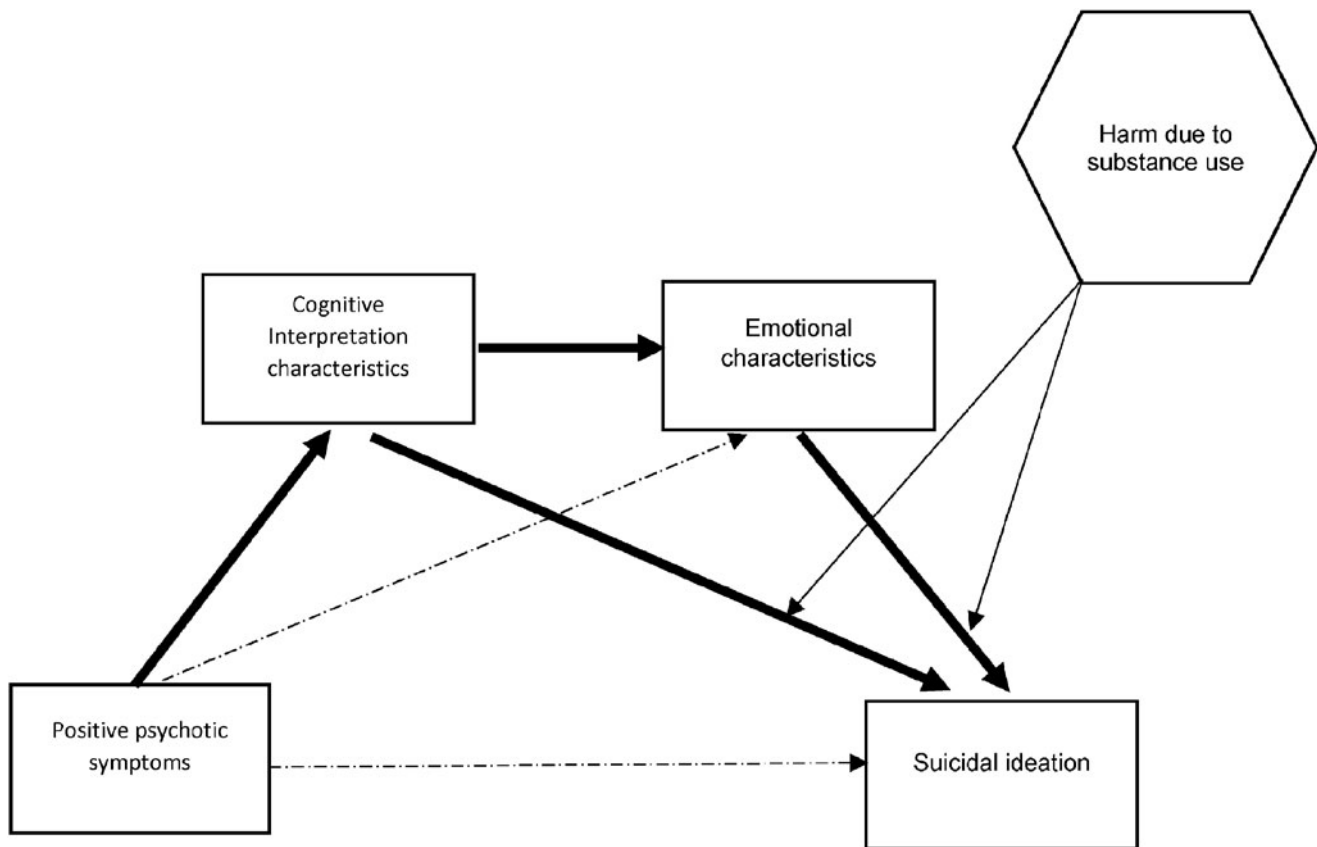 Harm due to
substance use
Cognitive
Interpretation
characteristics
Emotional
characteristics
Positive psychotic
symptoms
Suicidal ideation